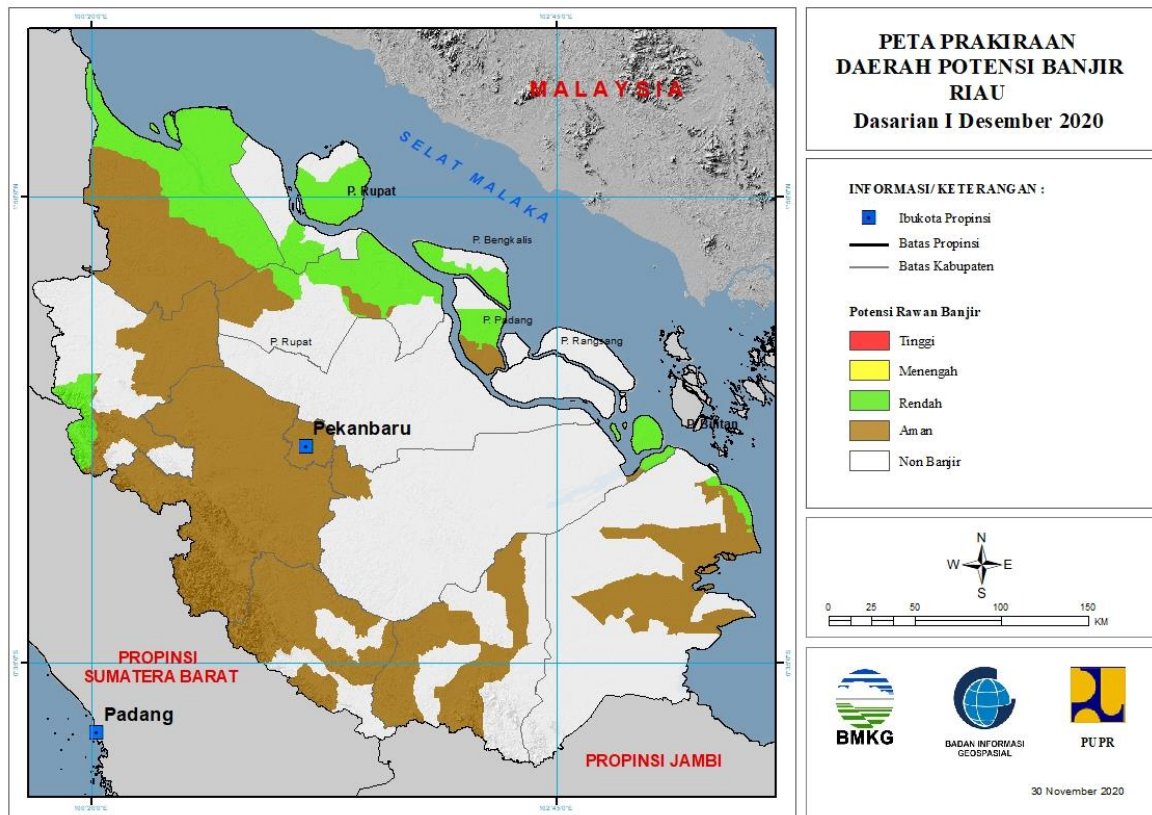 PETA PRAKIRAAN
DAERAH POTENSI BANJIR
RIAU
Dasarian I Desember 2020
INFORMASI/ KETERANGAN :
Ibukota Propinsi
Batas Propinsi
Batas Kabupaten
Potensi Rawan Banjir
Tinggi
Menengah
Rendah
Aman
Non Banjir
N
W E
S
0 25 50 100 150
KM
BMKG
BADAN INFORMASI
GEOSPASIAL
PUPR
30 November 2020
MALAYSIA
SELAT MALAKA
P. Rupat
P. Bengkalis
P. Padang
P. Rangsang
P. Rupat
Pekanbaru
PROPINSI
SUMATERA BARAT
Padang
PROPINSI JAMBI